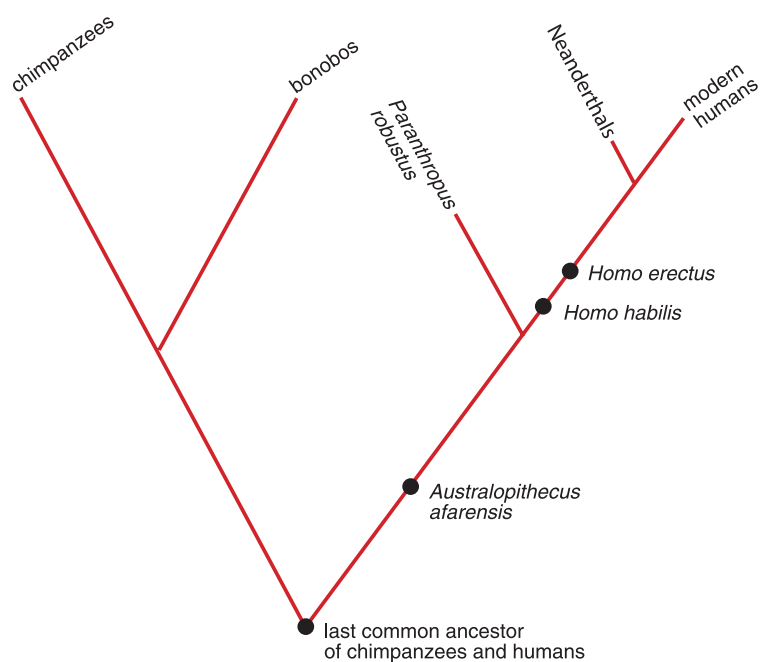 chimpanzees
bonobos
Paranthropus
robustus
Neanderthals
modern
humans
Homo erectus
Homo habilis
Australopithecus
afarensis
last common ancestor
of chimpanzees and humans